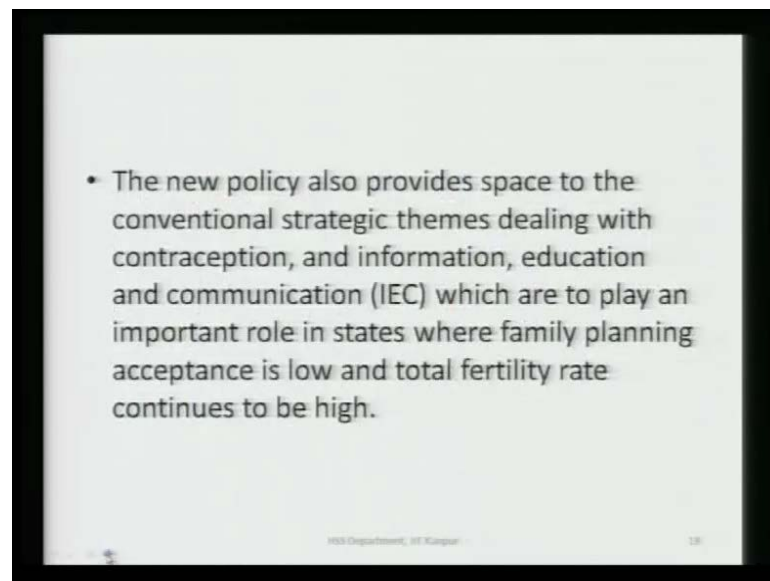 • The new policy also provides space to the
conventional strategic themes dealing with
contraception, and information, education
and communication (IEC) which are to play an
important role in states where family planning
acceptance is low and total fertility rate
continues to be high.
HSS Department, IIT Kanpur
18